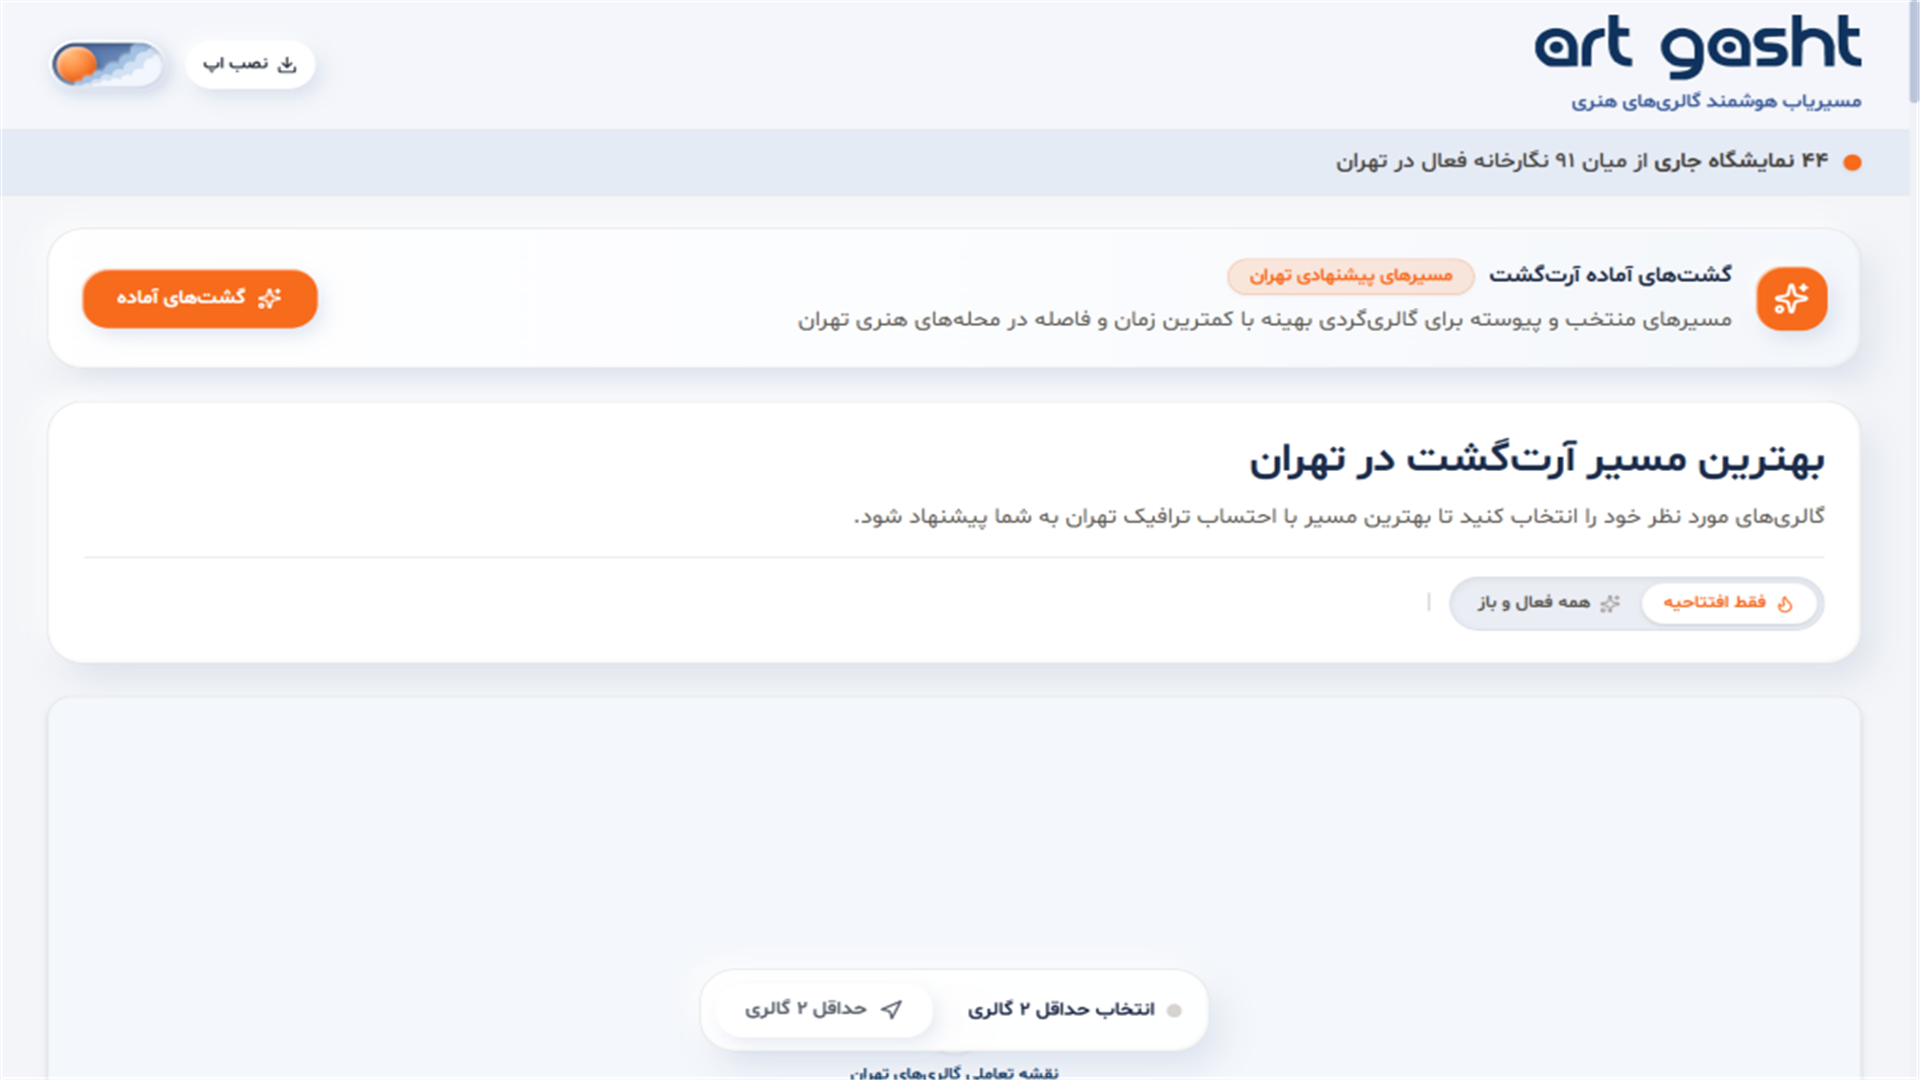 art gasht
مسیریاب هوشمند گالری‌های هنری
نصب اپ
۴۴ نمایشگاه جاری از میان ۹۱ نگارخانه فعال در تهران
گشت‌های آماده آرت‌گشت
مسیرهای پیشنهادی تهران
مسیرهای منتخب و پیوسته برای گالری‌گردی بهینه با کمترین زمان و فاصله در محله‌های هنری تهران
گشت‌های آماده
بهترین مسیر آرت‌گشت در تهران
گالری‌های مورد نظر خود را انتخاب کنید تا بهترین مسیر با احتساب ترافیک تهران به شما پیشنهاد شود.
فقط افتتاحیه
همه فعال و باز
انتخاب حداقل ۲ گالری
حداقل ۲ گالری
نقشه تعاملی گالری‌های تهران